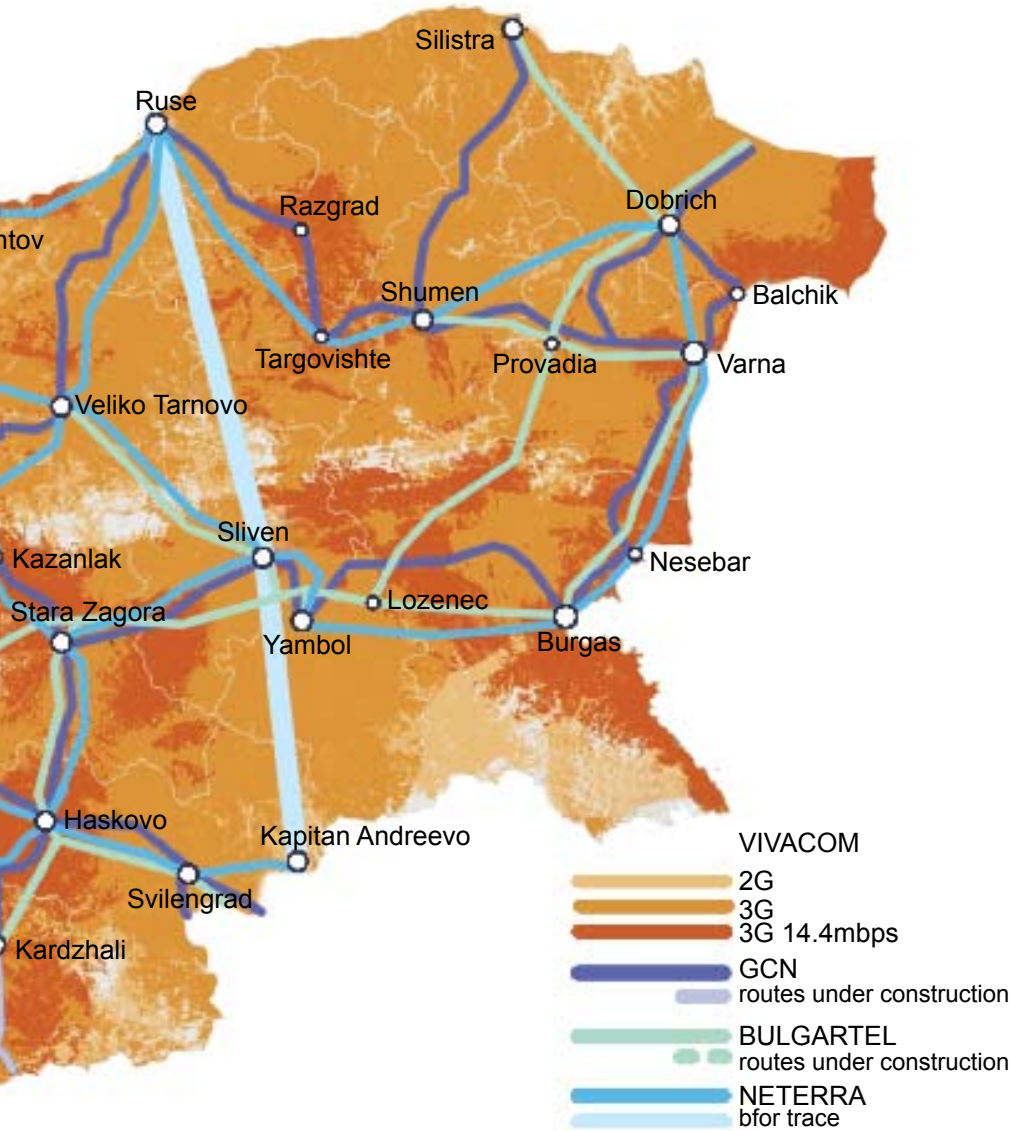 Silistra
Ruse
Dobrich
Razgrad
ntov
Shumen
Balchik
Targovishte
Provadia
Varna
Veliko Tarnovo
Sliven
Kazanlak
Nesebar
Lozenec
Stara Zagora
Yambol
Burgas
Haskovo
Kapitan Andreevo
Svilengrad
Kardzhali
VIVACOM
2G
3G
3G 14.4mbps
GCN
routes under construction
BULGARTEL
routes under construction
NETERRA
bfor trace